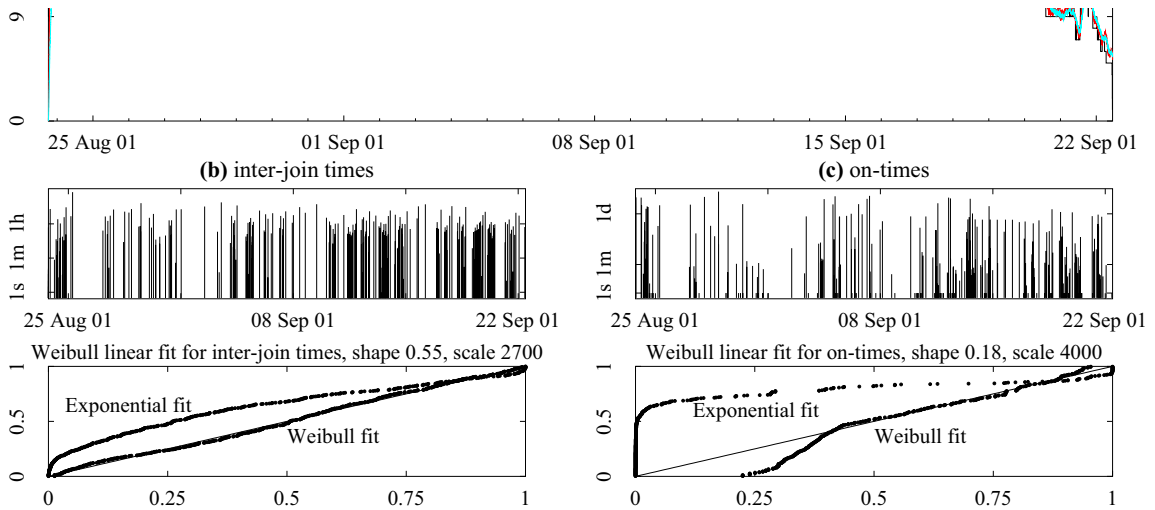 9
0
25 Aug 01 01 Sep 01 08 Sep 01 15 Sep 01 22 Sep 01
(b) inter-join times
1s 1m 1h
25 Aug 01 08 Sep 01 22 Sep 01
(c) on-times
1s 1m 1d
25 Aug 01 08 Sep 01 22 Sep 01
Weibull linear fit for inter-join times, shape 0.55, scale 2700
0 0.5 1
Exponential fit
Weibull fit
0 0.25 0.5 0.75 1
Weibull linear fit for on-times, shape 0.18, scale 4000
0 0.5 1
Exponential fit
Weibull fit
0 0.25 0.5 0.75 1